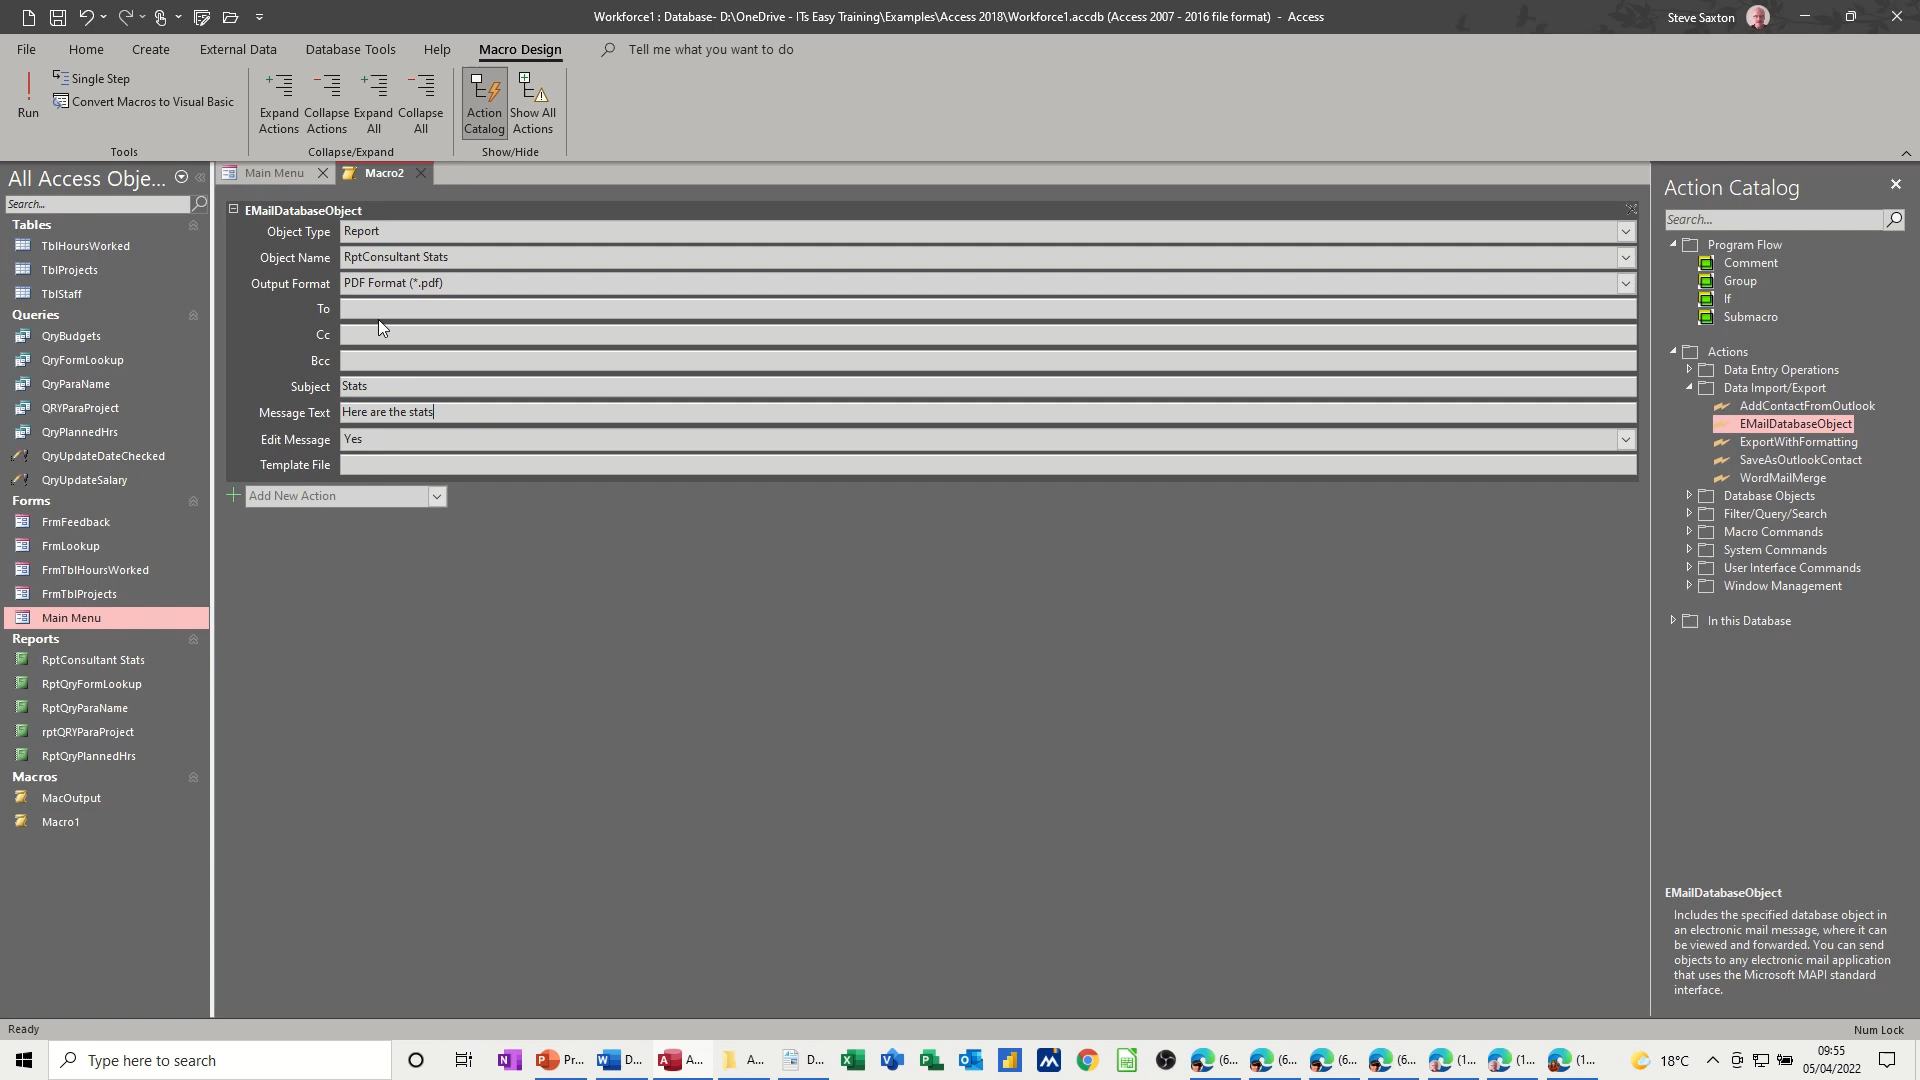 Workforce1 : Database- D:\OneDrive - ITs Easy Training\Examples\Access 2018\Workforce1.accdb (Access 2007 - 2016 file format) - Access
Steve Saxton
File Home Create External Data Database Tools Help Macro Design Tell me what you want to do
Run
Single Step
Convert Macros to Visual Basic
Tools
Expand Actions
Collapse Actions
Expand All
Collapse All
Collapse/Expand
Action Catalog
Show All Actions
Show/Hide
All Access Obje...
Search...
Tables
TblHoursWorked
TblProjects
TblStaff
Queries
QryBudgets
QryFormLookup
QryParaName
QRYParaProject
QryPlannedHrs
QryUpdateDateChecked
QryUpdateSalary
Forms
FrmFeedback
FrmLookup
FrmTblHoursWorked
FrmTblProjects
Main Menu
Reports
RptConsultant Stats
RptQryFormLookup
RptQryParaName
rptQRYParaProject
RptQryPlannedHrs
Macros
MacOutput
Macro1
Main Menu
Macro2
EMailDatabaseObject
Object Type Report
Object Name RptConsultant Stats
Output Format PDF Format (*.pdf)
To
Cc
Bcc
Subject Stats
Message Text Here are the stats
Edit Message Yes
Template File
Add New Action
Action Catalog
Search...
Program Flow
Comment
Group
If
Submacro
Actions
Data Entry Operations
Data Import/Export
AddContactFromOutlook
EMailDatabaseObject
ExportWithFormatting
SaveAsOutlookContact
WordMailMerge
Database Objects
Filter/Query/Search
Macro Commands
System Commands
User Interface Commands
Window Management
In this Database
EMailDatabaseObject
Includes the specified database object in
an electronic mail message, where it can
be viewed and forwarded. You can send
objects to any electronic mail application
that uses the Microsoft MAPI standard
interface.
Ready
Num Lock
Type here to search
Pr...
D...
A...
A...
D...
(6...
(6...
(6...
(6...
(1...
(1...
(1...
18°C
09:55
05/04/2022